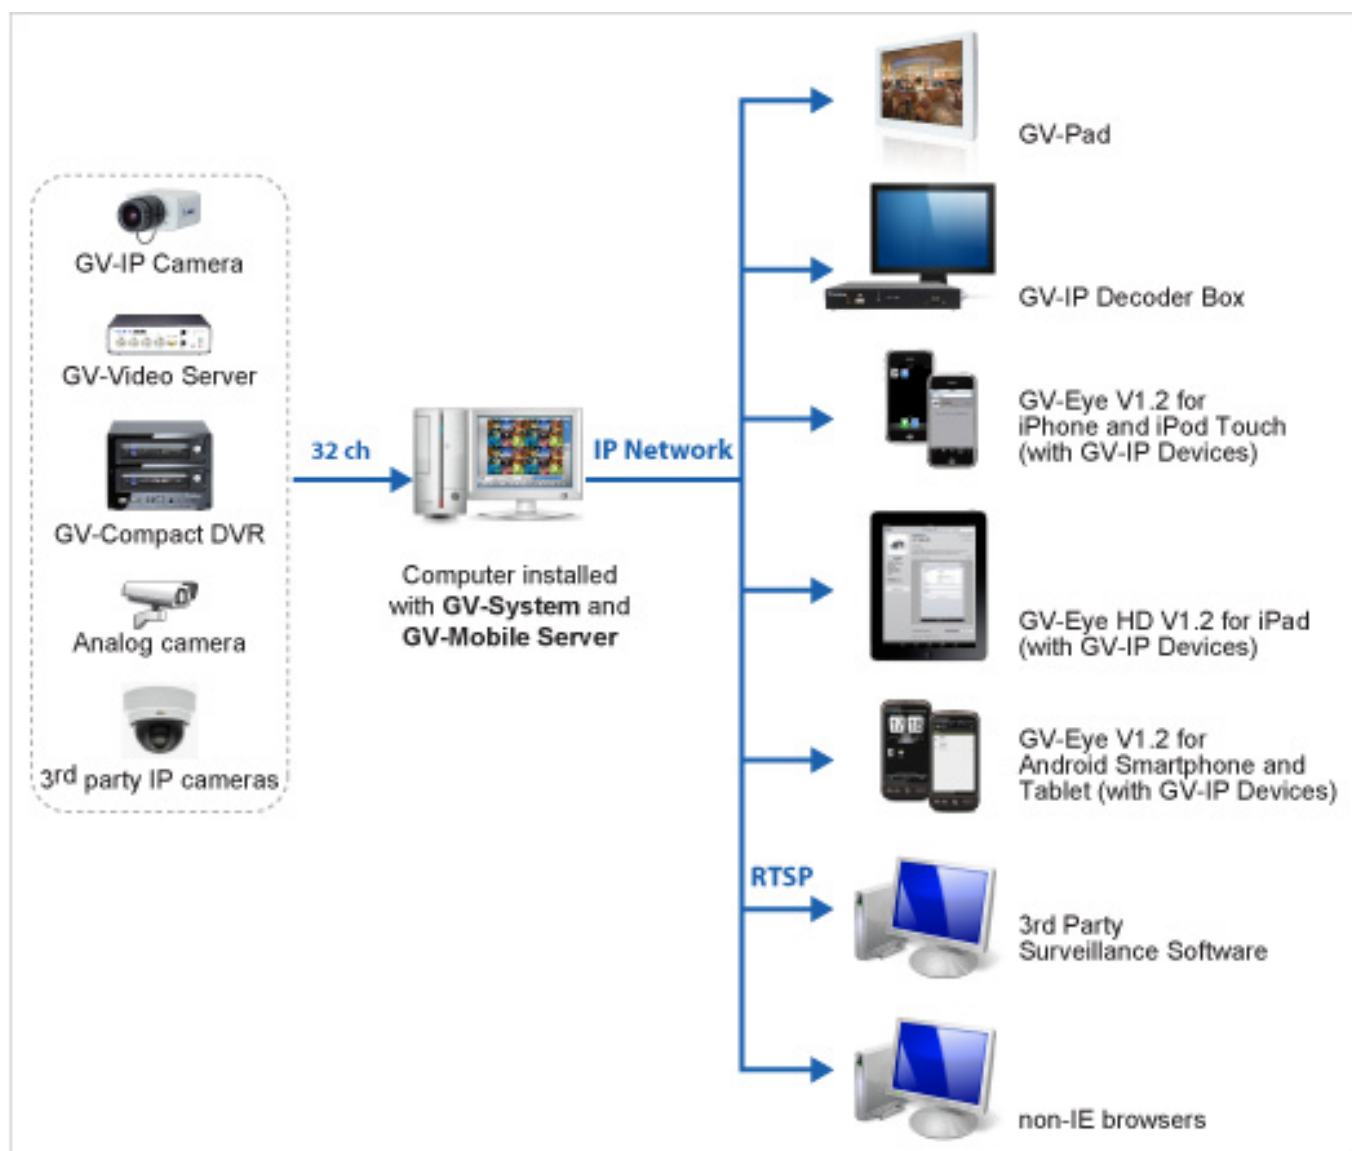 GV-IP Camera
GV-Video Server
GV-Compact DVR
Analog camera
3rd party IP cameras
32 ch
Computer installed
with GV-System and
GV-Mobile Server
IP Network
GV-Pad
GV-IP Decoder Box
GV-Eye V1.2 for
iPhone and iPod Touch
(with GV-IP Devices)
GV-Eye HD V1.2 for iPad
(with GV-IP Devices)
GV-Eye V1.2 for
Android Smartphone and
Tablet (with GV-IP Devices)
RTSP
3rd Party
Surveillance Software
non-IE browsers